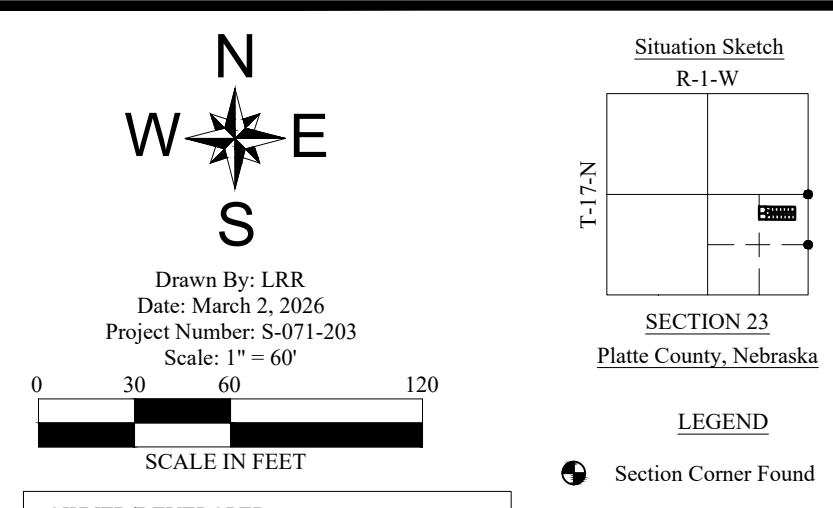 N
W E
S
Drawn By: LRR
Date: March 2, 2026
Project Number: S-071-203
Scale: 1" = 60'
0 30 60 120
SCALE IN FEET
Situation Sketch
R-1-W
T-17-N
SECTION 23
Platte County, Nebraska
LEGEND
Section Corner Found